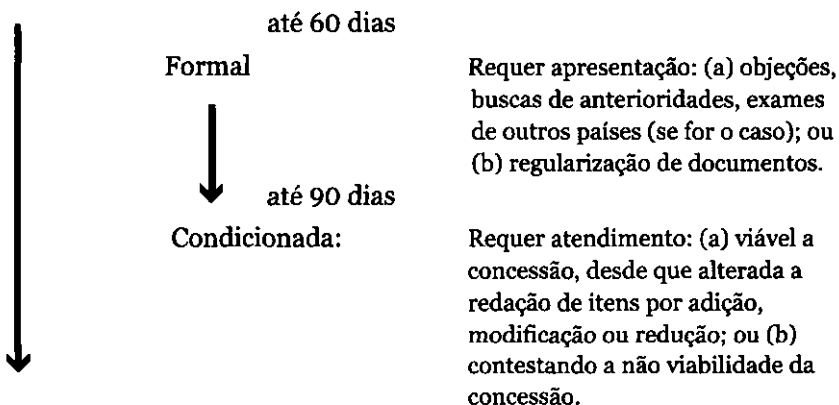 até 60 dias
Formal
Requer apresentação: (a) objeções,
buscas de anterioridades, exames
de outros países (se for o caso); ou
(b) regularização de documentos.
até 90 dias
Condicionada:
Requer atendimento: (a) viável a
concessão, desde que alterada a
redação de itens por adição,
modificação ou redução; ou (b)
contestando a não viabilidade da
concessão.